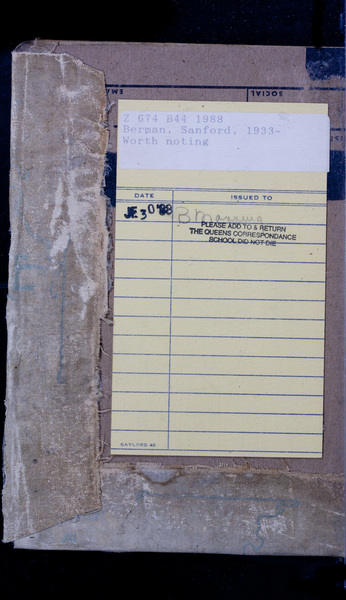 SOCIAL
Z 674 B44 1988
Berman, Sanford, 1933-
Worth noting
DATE ISSUED TO
JE 30 '88
PLEASE ADD TO & RETURN
THE QUEENS CORRESPONDANCE
SCHOOL DID NOT DIE
GAYLORD 40